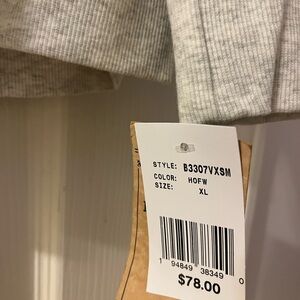 STYLE: B3307VXSM
COLOR: HOFW
SIZE: XL
1 94849 38349 0
$78.00